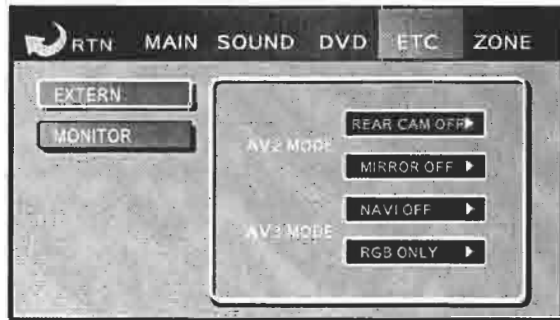 RTN MAIN SOUND DVD ETC ZONE
EXTERN
MONITOR
AV2 MODE
REAR CAM OFF
MIRROR OFF
AV3 MODE
NAVI OFF
RGB ONLY